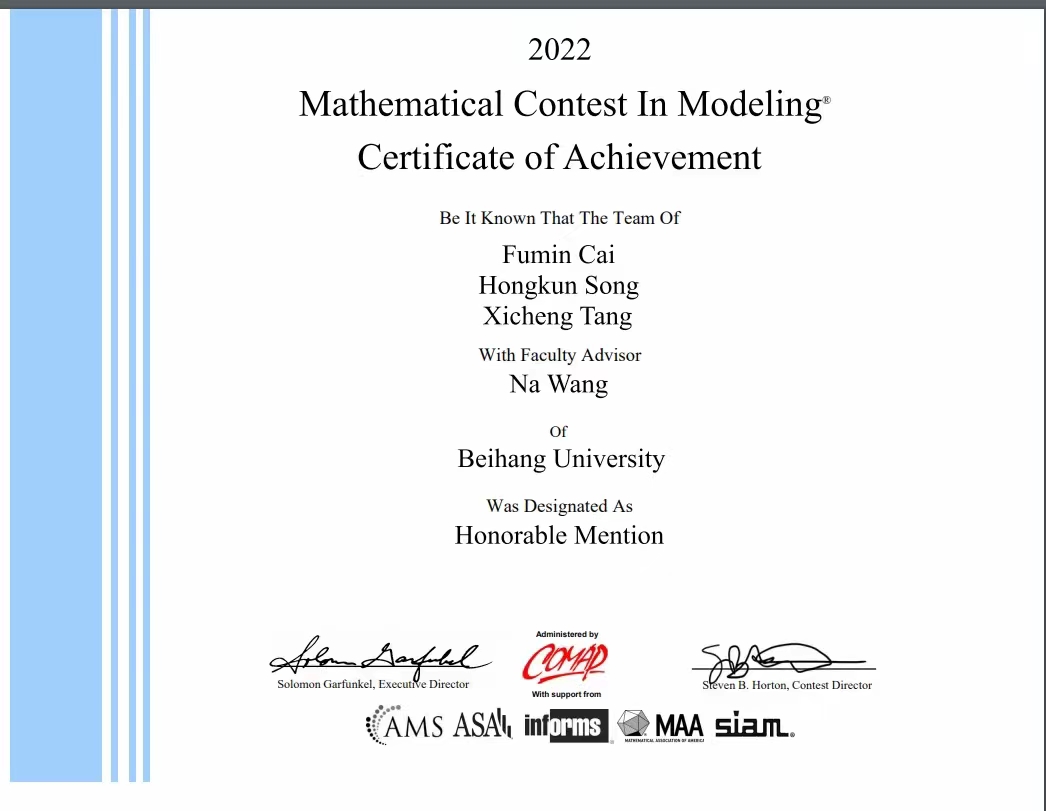 2022
Mathematical Contest In Modeling®
Certificate of Achievement
Be It Known That The Team Of
Fumin Cai
Hongkun Song
Xicheng Tang
With Faculty Advisor
Na Wang
Of
Beihang University
Was Designated As
Honorable Mention
Solomon Garfunkel
Solomon Garfunkel, Executive Director
Administered by
COMAP
With support from
Steven B. Horton, Contest Director
AMS ASA informs® MAA siam®
MATHEMATICAL ASSOCIATION OF AMERICA